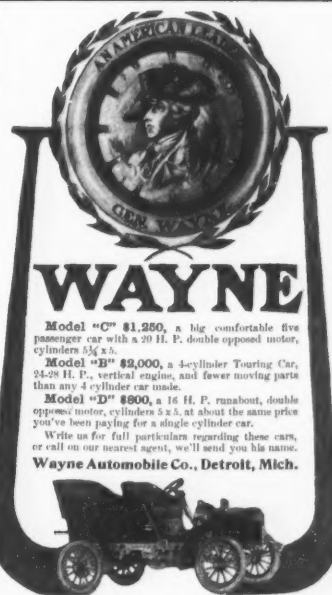 AN AMERICAN LEADER
GEN. WAYNE
WAYNE
Model "C" $1,250, a big comfortable five
passenger car with a 20 H. P. double opposed motor,
cylinders 5¼ x 5.
Model "B" $2,000, a 4-cylinder Touring Car,
24-28 H. P., vertical engine, and fewer moving parts
than any 4 cylinder car made.
Model "D" $800, a 16 H. P. runabout, double
opposed motor, cylinders 5 x 5, at about the same price
you've been paying for a single cylinder car.
Write us for full particulars regarding these cars,
or call on our nearest agent, we'll send you his name.
Wayne Automobile Co., Detroit, Mich.